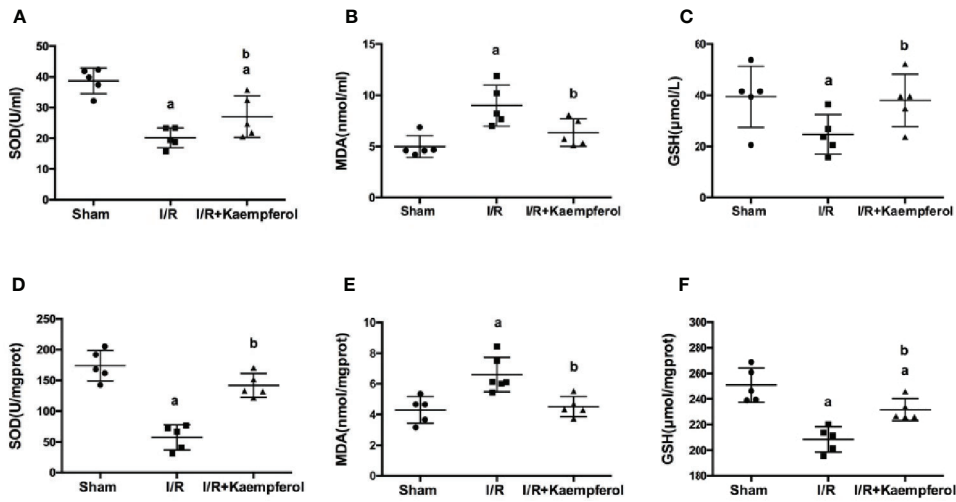 A
B
C
b
a
a
50
40
30
20
10
0
SOD(U/ml)
Sham
I/R
I/R+Kaempferol
a
b
15
10
5
0
MDA(nmol/ml)
Sham
I/R
I/R+Kaempferol
b
a
60
40
20
0
GSH(μmol/L)
Sham
I/R
I/R+Kaempferol
D
E
F
b
a
250
200
150
100
50
0
SOD(U/mgprot)
Sham
I/R
I/R+Kaempferol
a
b
10
8
6
4
2
0
MDA(nmol/mgprot)
Sham
I/R
I/R+Kaempferol
b
a
a
300
280
260
240
220
200
180
GSH(μmol/mgprot)
Sham
I/R
I/R+Kaempferol